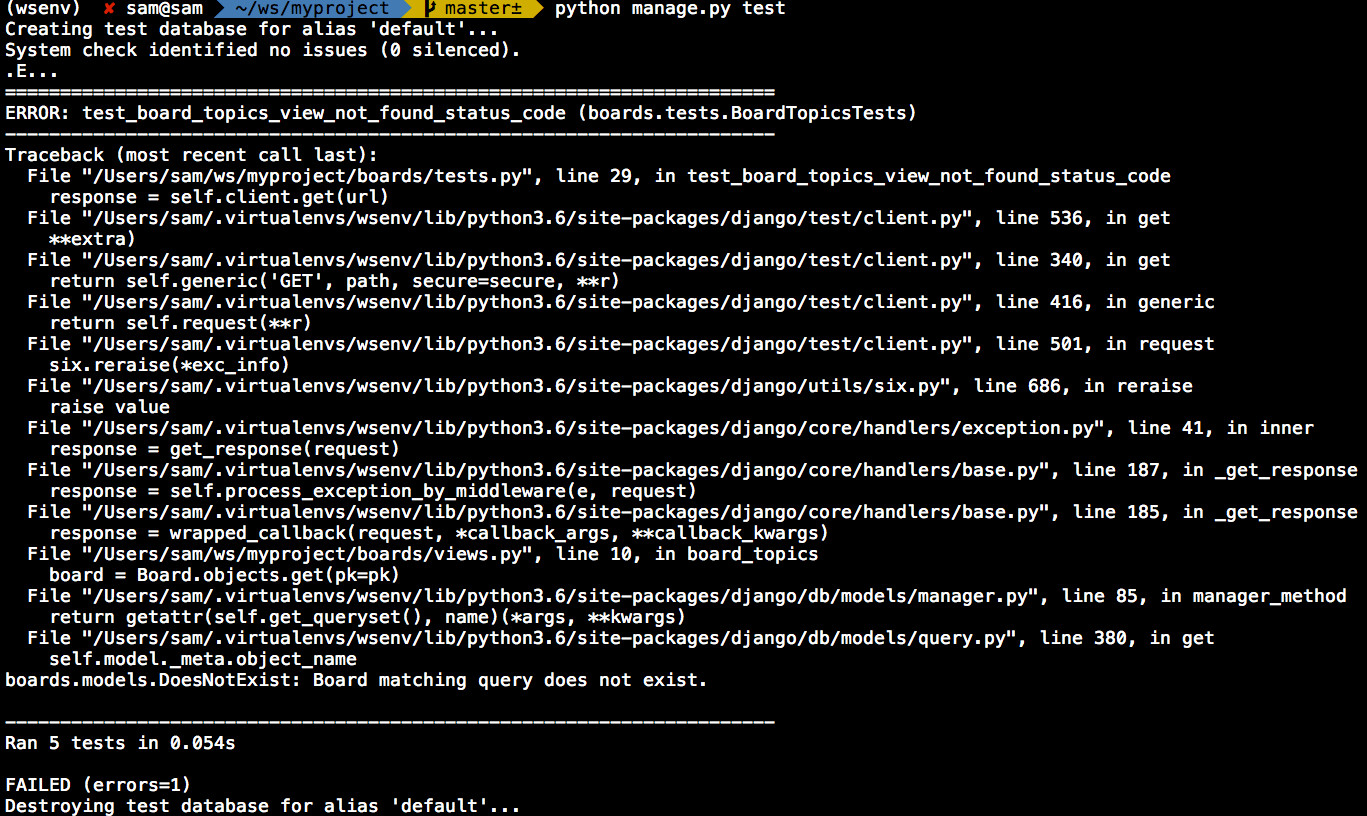 (wsenv) ✘ sam@sam ~/ws/myproject master± python manage.py test
Creating test database for alias 'default'...
System check identified no issues (0 silenced).
.E...
======================================================================
ERROR: test_board_topics_view_not_found_status_code (boards.tests.BoardTopicsTests)
----------------------------------------------------------------------
Traceback (most recent call last):
  File "/Users/sam/ws/myproject/boards/tests.py", line 29, in test_board_topics_view_not_found_status_code
    response = self.client.get(url)
  File "/Users/sam/.virtualenvs/wsenv/lib/python3.6/site-packages/django/test/client.py", line 536, in get
    **extra)
  File "/Users/sam/.virtualenvs/wsenv/lib/python3.6/site-packages/django/test/client.py", line 340, in get
    return self.generic('GET', path, secure=secure, **r)
  File "/Users/sam/.virtualenvs/wsenv/lib/python3.6/site-packages/django/test/client.py", line 416, in generic
    return self.request(**r)
  File "/Users/sam/.virtualenvs/wsenv/lib/python3.6/site-packages/django/test/client.py", line 501, in request
    six.reraise(*exc_info)
  File "/Users/sam/.virtualenvs/wsenv/lib/python3.6/site-packages/django/utils/six.py", line 686, in reraise
    raise value
  File "/Users/sam/.virtualenvs/wsenv/lib/python3.6/site-packages/django/core/handlers/exception.py", line 41, in inner
    response = get_response(request)
  File "/Users/sam/.virtualenvs/wsenv/lib/python3.6/site-packages/django/core/handlers/base.py", line 187, in _get_response
    response = self.process_exception_by_middleware(e, request)
  File "/Users/sam/.virtualenvs/wsenv/lib/python3.6/site-packages/django/core/handlers/base.py", line 185, in _get_response
    response = wrapped_callback(request, *callback_args, **callback_kwargs)
  File "/Users/sam/ws/myproject/boards/views.py", line 10, in board_topics
    board = Board.objects.get(pk=pk)
  File "/Users/sam/.virtualenvs/wsenv/lib/python3.6/site-packages/django/db/models/manager.py", line 85, in manager_method
    return getattr(self.get_queryset(), name)(*args, **kwargs)
  File "/Users/sam/.virtualenvs/wsenv/lib/python3.6/site-packages/django/db/models/query.py", line 380, in get
    self.model._meta.object_name
boards.models.DoesNotExist: Board matching query does not exist.

----------------------------------------------------------------------
Ran 5 tests in 0.054s

FAILED (errors=1)
Destroying test database for alias 'default'...